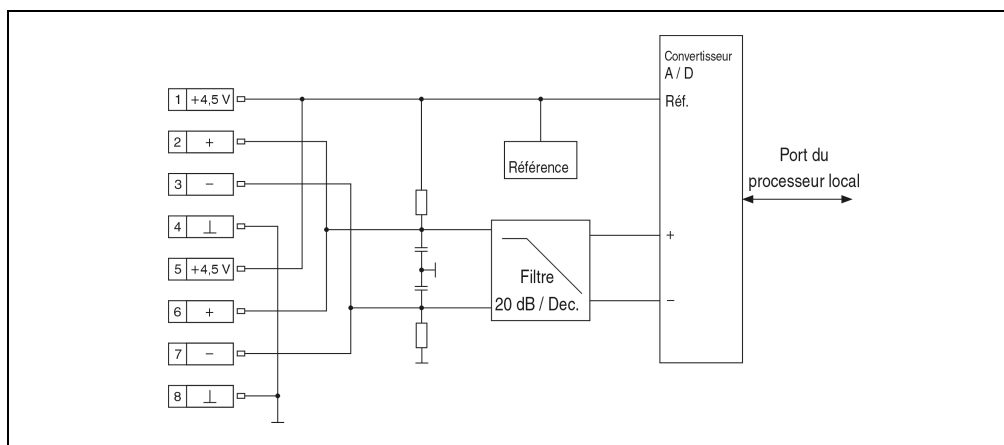 Convertisseur
A / D
Réf.
1 +4,5 V
2 +
3 −
4 ⊥
5 +4,5 V
6 +
7 −
8 ⊥
Référence
Filtre
20 dB / Dec.
+
−
Port du
processeur local